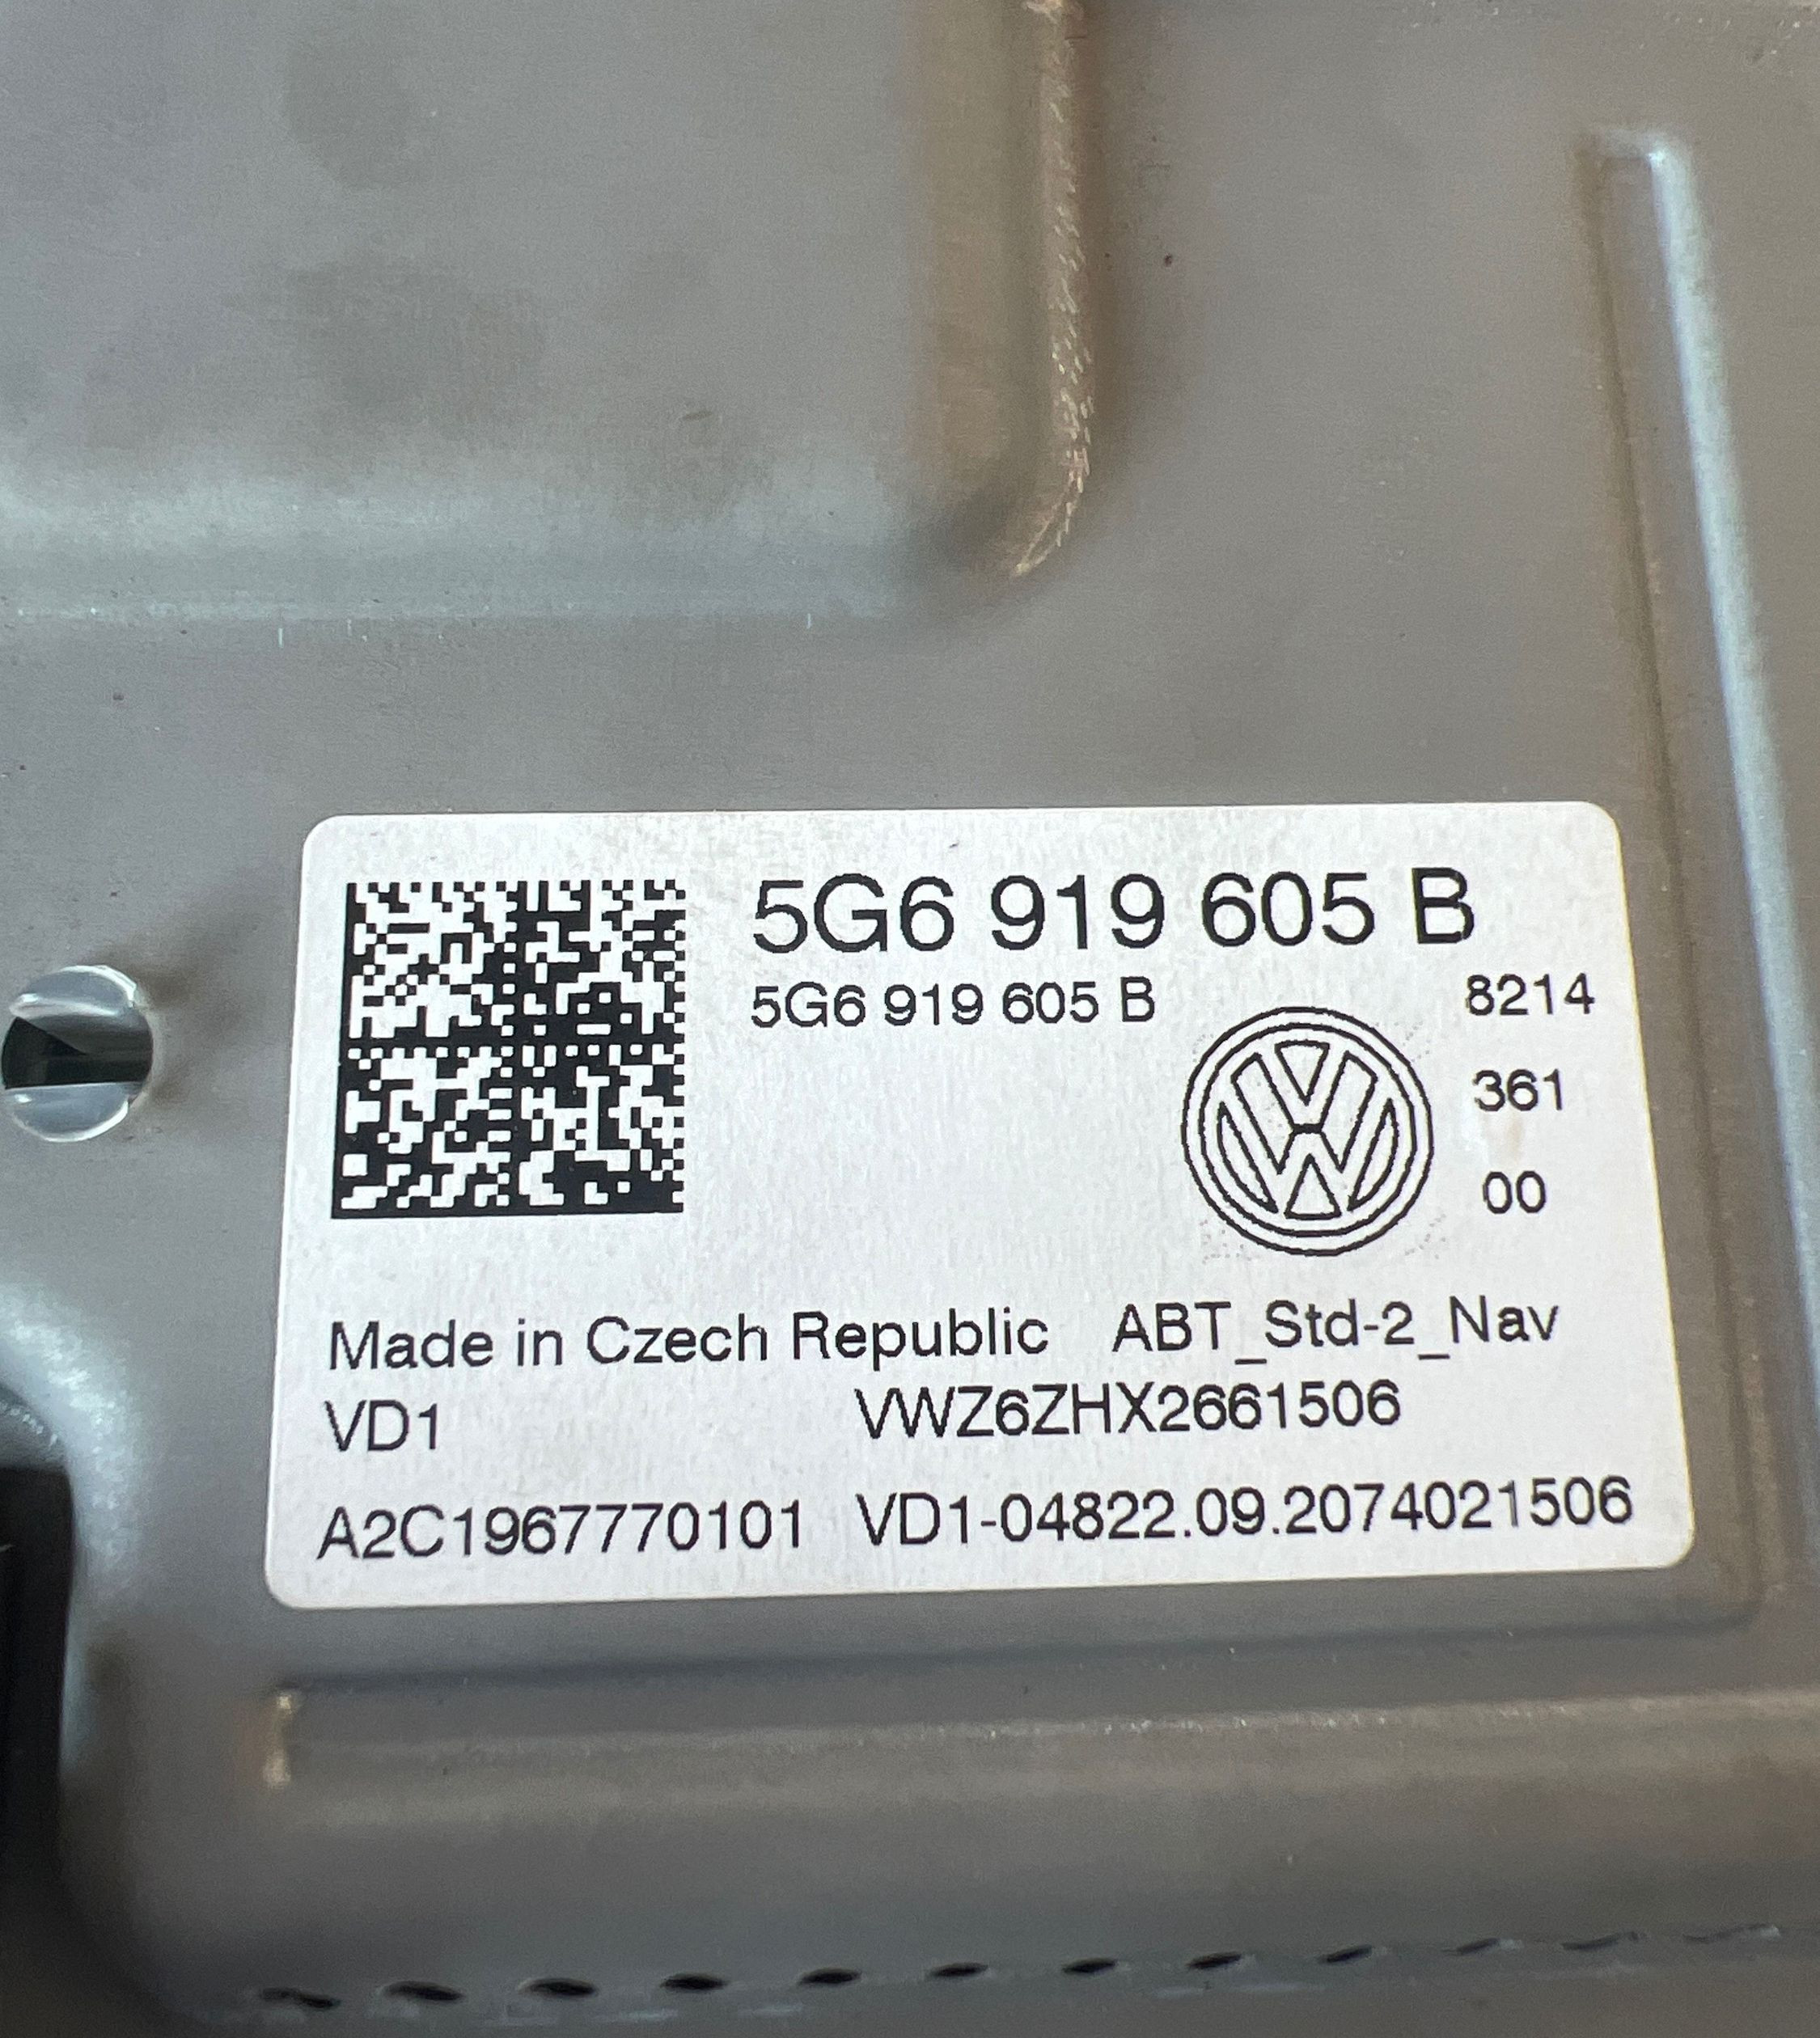 5G6 919 605 B
5G6 919 605 B
8214
361
00
Made in Czech Republic ABT_Std-2_Nav
VD1 VWZ6ZHX2661506
A2C1967770101 VD1-04822.09.2074021506